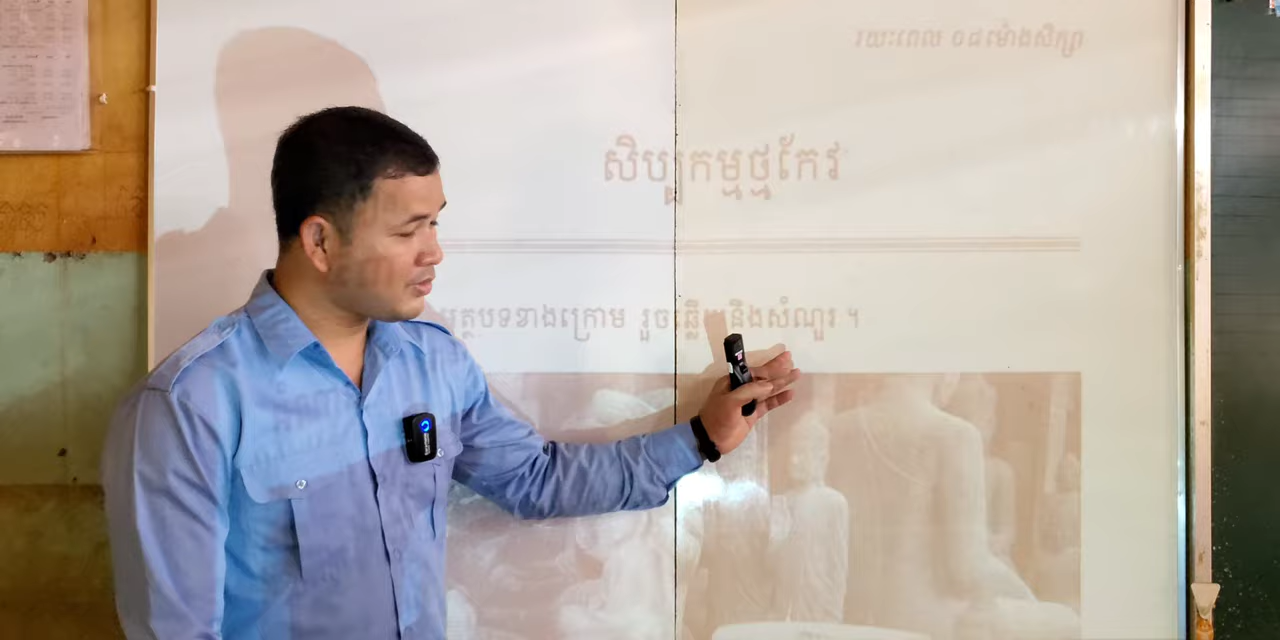 រយៈពេល ០៨ម៉ោងសិក្សា
សិប្បកម្មថ្មកែវ
អត្ថបទខាងក្រោម រួចឆ្លើយនឹងសំណួរ ។